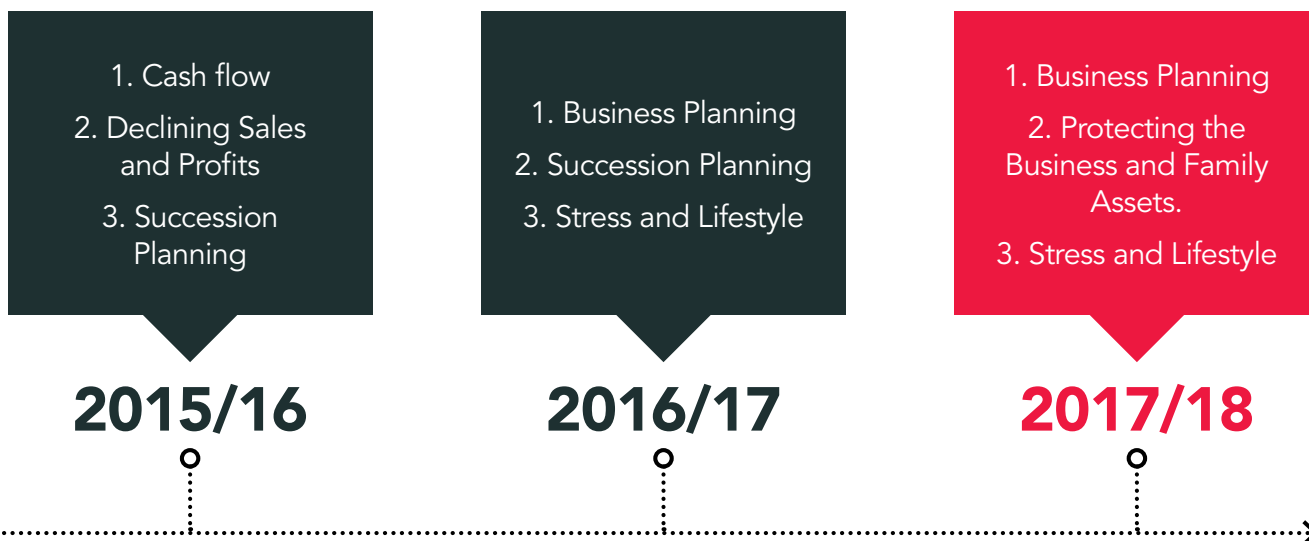 1. Cash flow
2. Declining Sales
and Profits
3. Succession
Planning
2015/16
1. Business Planning
2. Succession Planning
3. Stress and Lifestyle
2016/17
1. Business Planning
2. Protecting the
Business and Family
Assets.
3. Stress and Lifestyle
2017/18